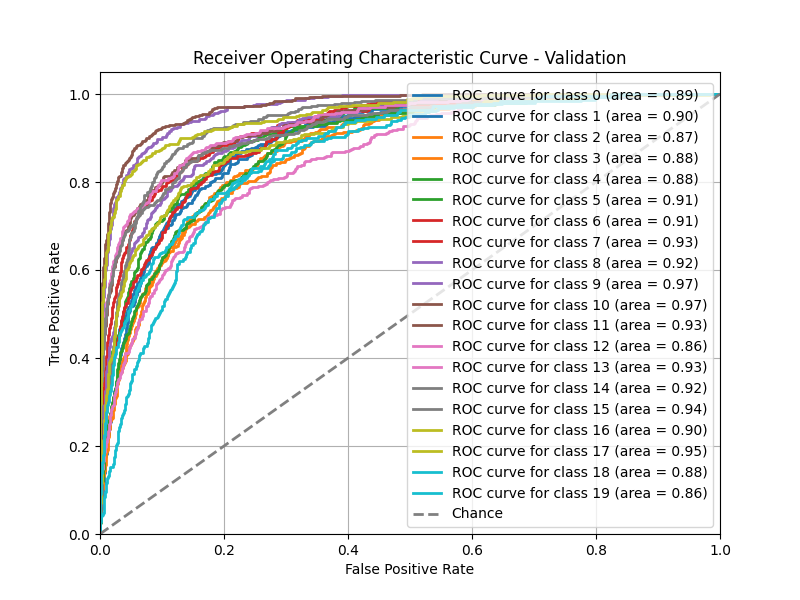 Receiver Operating Characteristic Curve - Validation
1.0
0.8
0.6
0.4
0.2
0.0
True Positive Rate
ROC curve for class 0 (area = 0.89)
ROC curve for class 1 (area = 0.90)
ROC curve for class 2 (area = 0.87)
ROC curve for class 3 (area = 0.88)
ROC curve for class 4 (area = 0.88)
ROC curve for class 5 (area = 0.91)
ROC curve for class 6 (area = 0.91)
ROC curve for class 7 (area = 0.93)
ROC curve for class 8 (area = 0.92)
ROC curve for class 9 (area = 0.97)
ROC curve for class 10 (area = 0.97)
ROC curve for class 11 (area = 0.93)
ROC curve for class 12 (area = 0.86)
ROC curve for class 13 (area = 0.93)
ROC curve for class 14 (area = 0.92)
ROC curve for class 15 (area = 0.94)
ROC curve for class 16 (area = 0.90)
ROC curve for class 17 (area = 0.95)
ROC curve for class 18 (area = 0.88)
ROC curve for class 19 (area = 0.86)
Chance
0.0 0.2 0.4 0.6 0.8 1.0
False Positive Rate